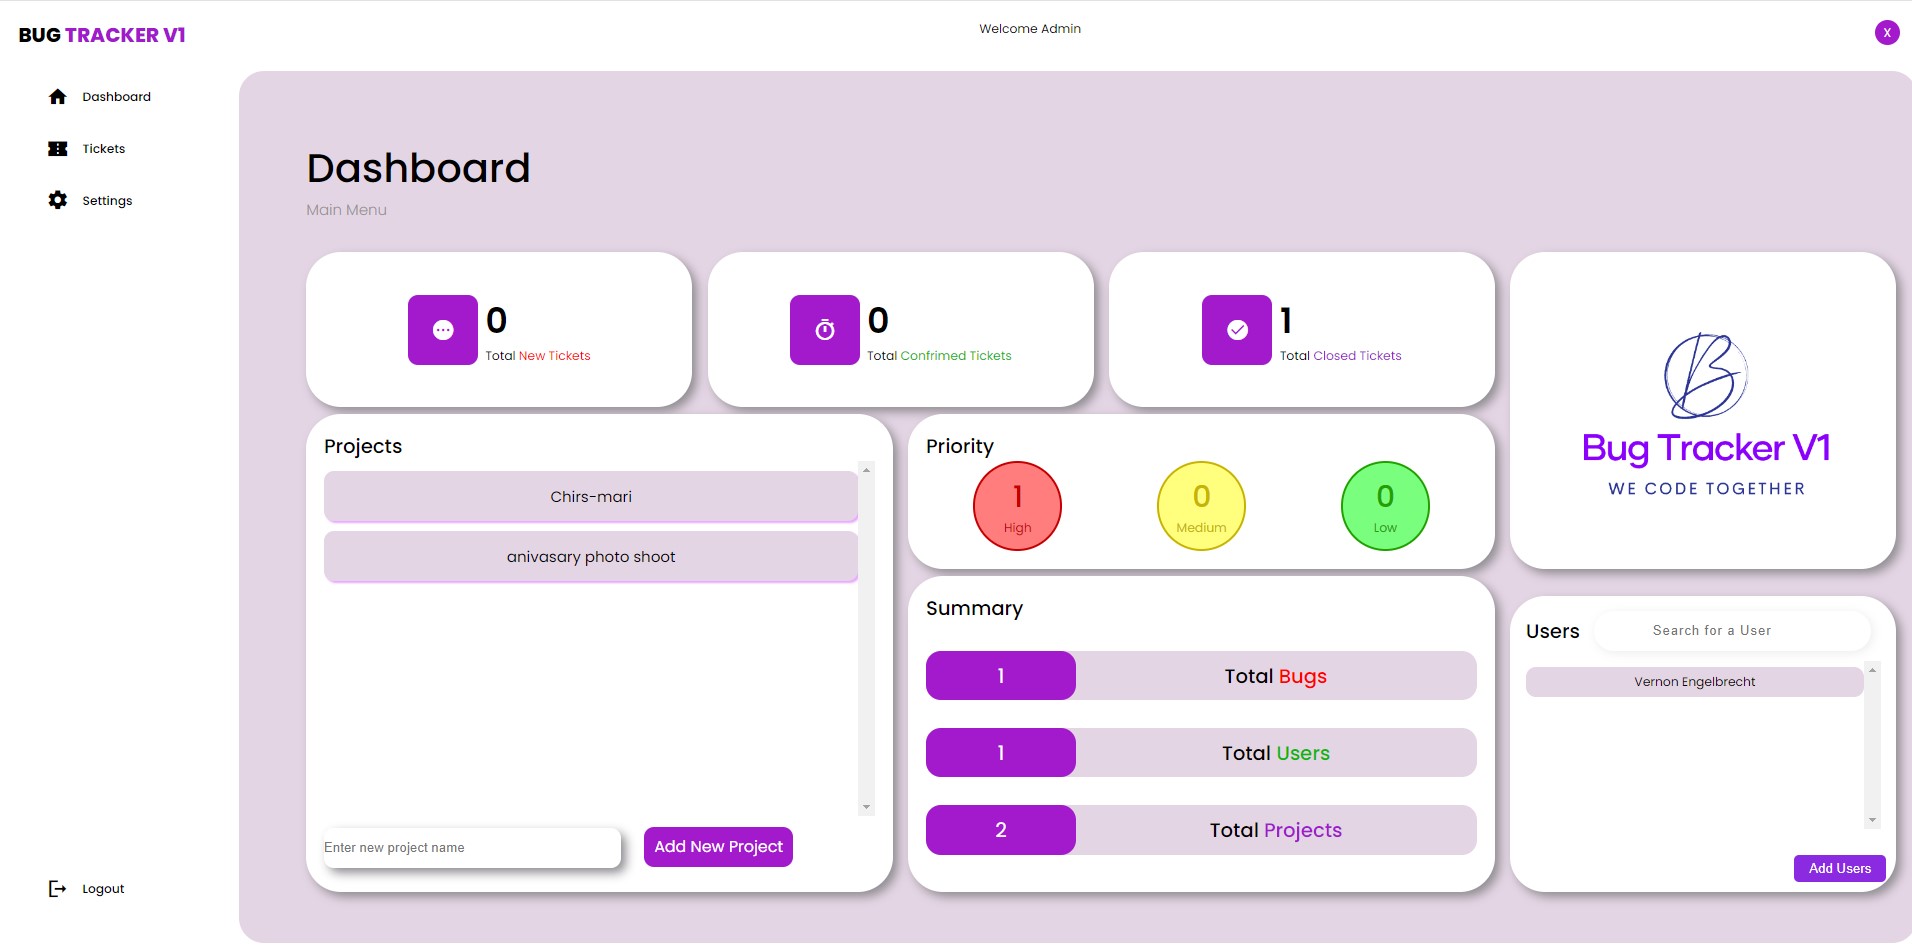 BUG TRACKER V1
Welcome Admin
X
Dashboard
Tickets
Settings
Logout
Dashboard
Main Menu
0
Total New Tickets
0
Total Confrimed Tickets
1
Total Closed Tickets
B
Bug Tracker V1
WE CODE TOGETHER
Projects
Chirs-mari
anivasary photo shoot
Enter new project name
Add New Project
Priority
1
High
0
Medium
0
Low
Summary
1
Total Bugs
1
Total Users
2
Total Projects
Users
Search for a User
Vernon Engelbrecht
Add Users